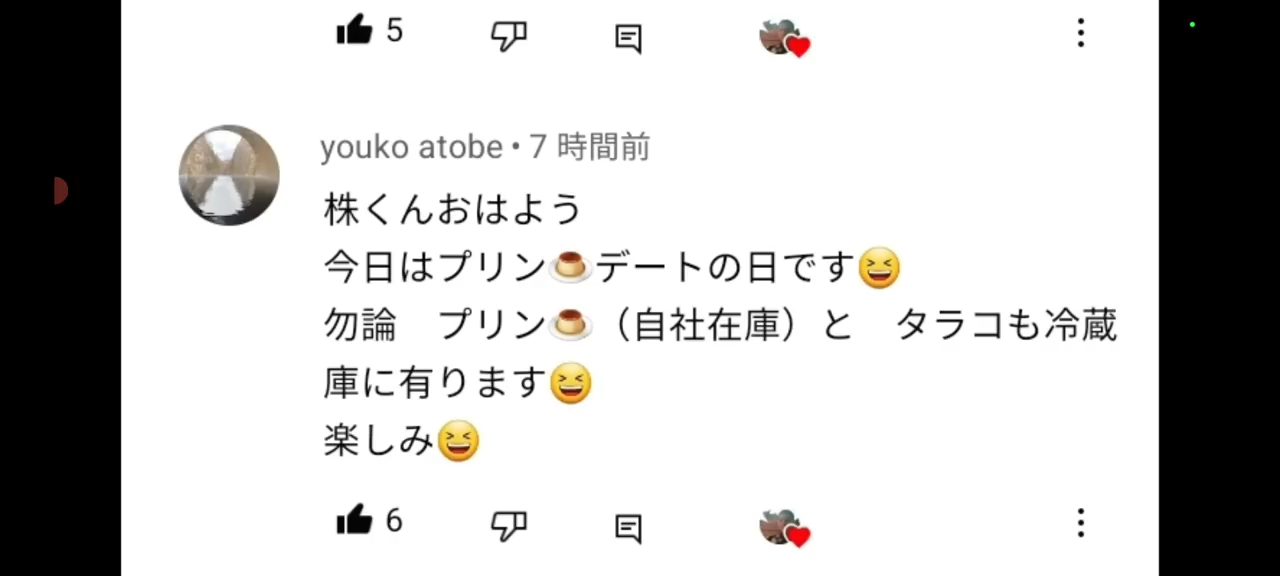 5
youko atobe • 7 時間前
株くんおはよう
今日はプリン🍮デートの日です😆
勿論　プリン🍮（自社在庫）と　タラコも冷蔵
庫に有ります😆
楽しみ😆
6